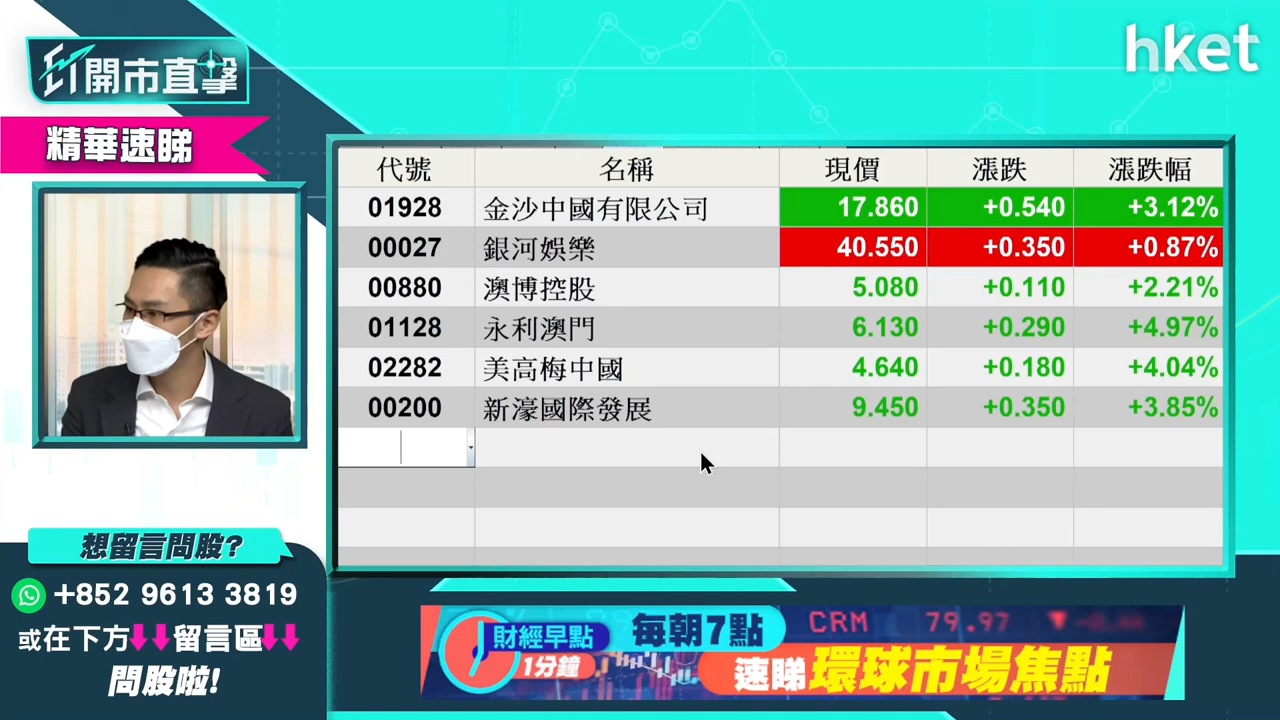 hket
ET開市直擊
精華速睇
代號 名稱 現價 漲跌 漲跌幅
01928 金沙中國有限公司 17.860 +0.540 +3.12%
00027 銀河娛樂 40.550 +0.350 +0.87%
00880 澳博控股 5.080 +0.110 +2.21%
01128 永利澳門 6.130 +0.290 +4.97%
02282 美高梅中國 4.640 +0.180 +4.04%
00200 新濠國際發展 9.450 +0.350 +3.85%
想留言問股?
+852 9613 3819
或在下方留言區
問股啦!
財經早點
1分鐘
每朝7點
速睇環球市場焦點
CRM 79.97